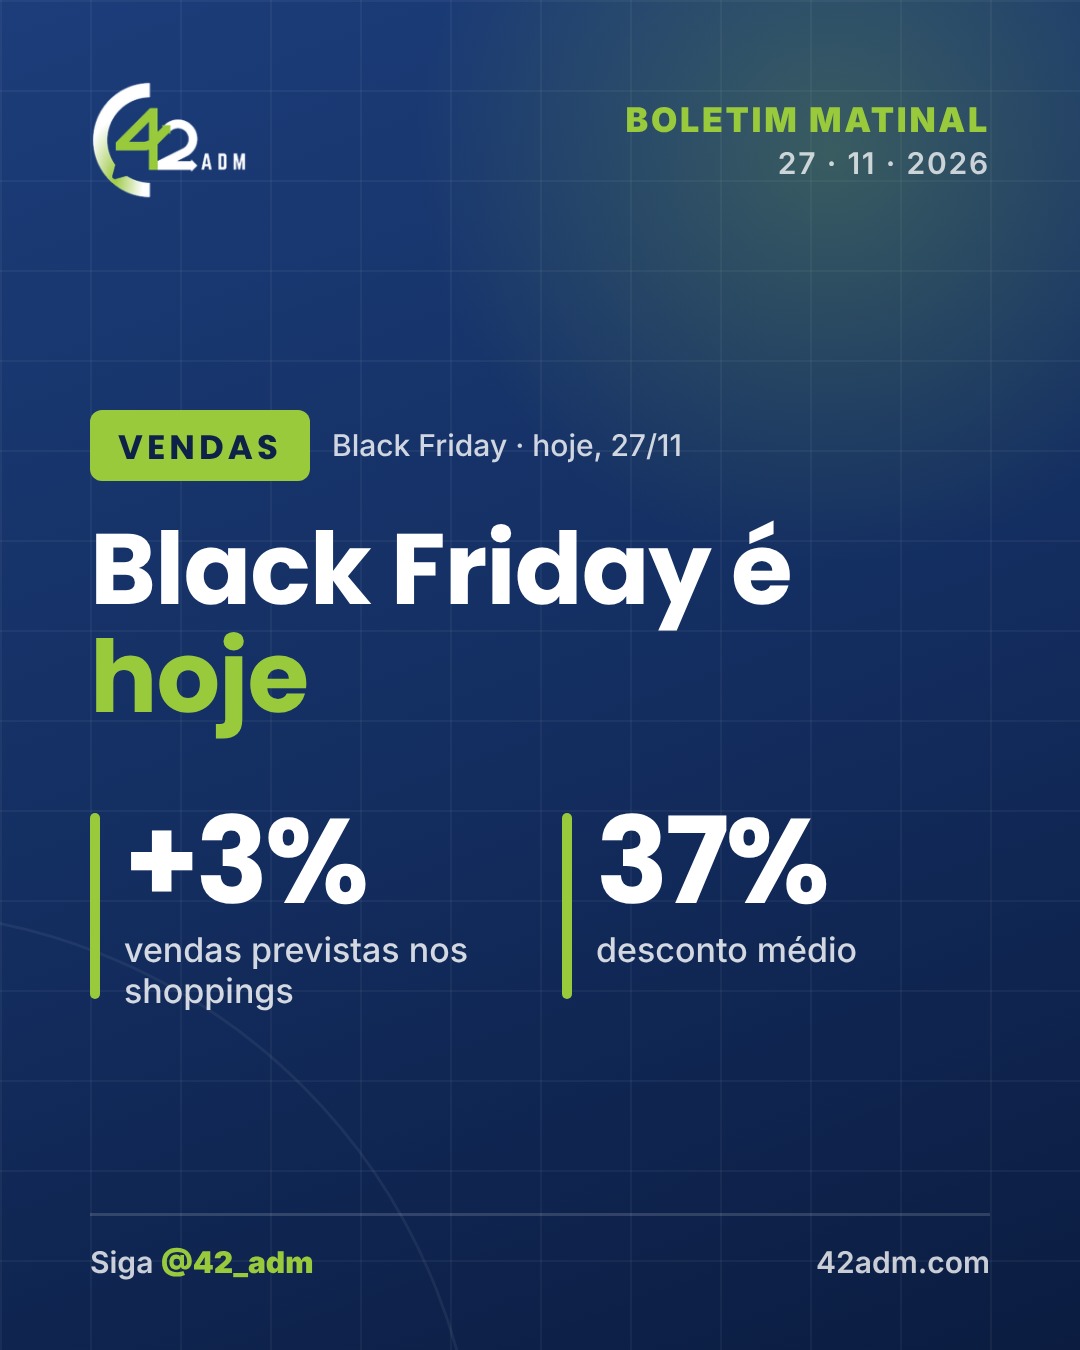 42 ADM
BOLETIM MATINAL
27 · 11 · 2026
VENDAS
Black Friday · hoje, 27/11
Black Friday é
hoje
+3%
vendas previstas nos
shoppings
37%
desconto médio
Siga @42_adm
42adm.com